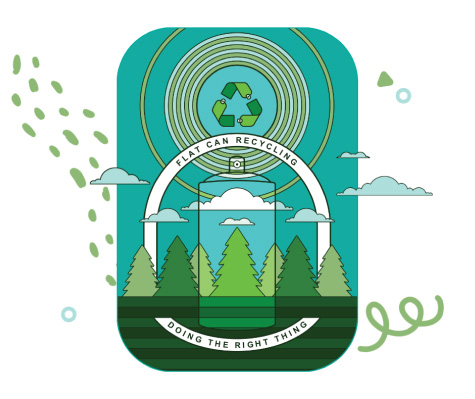 FLAT CAN RECYCLING
DOING THE RIGHT THING